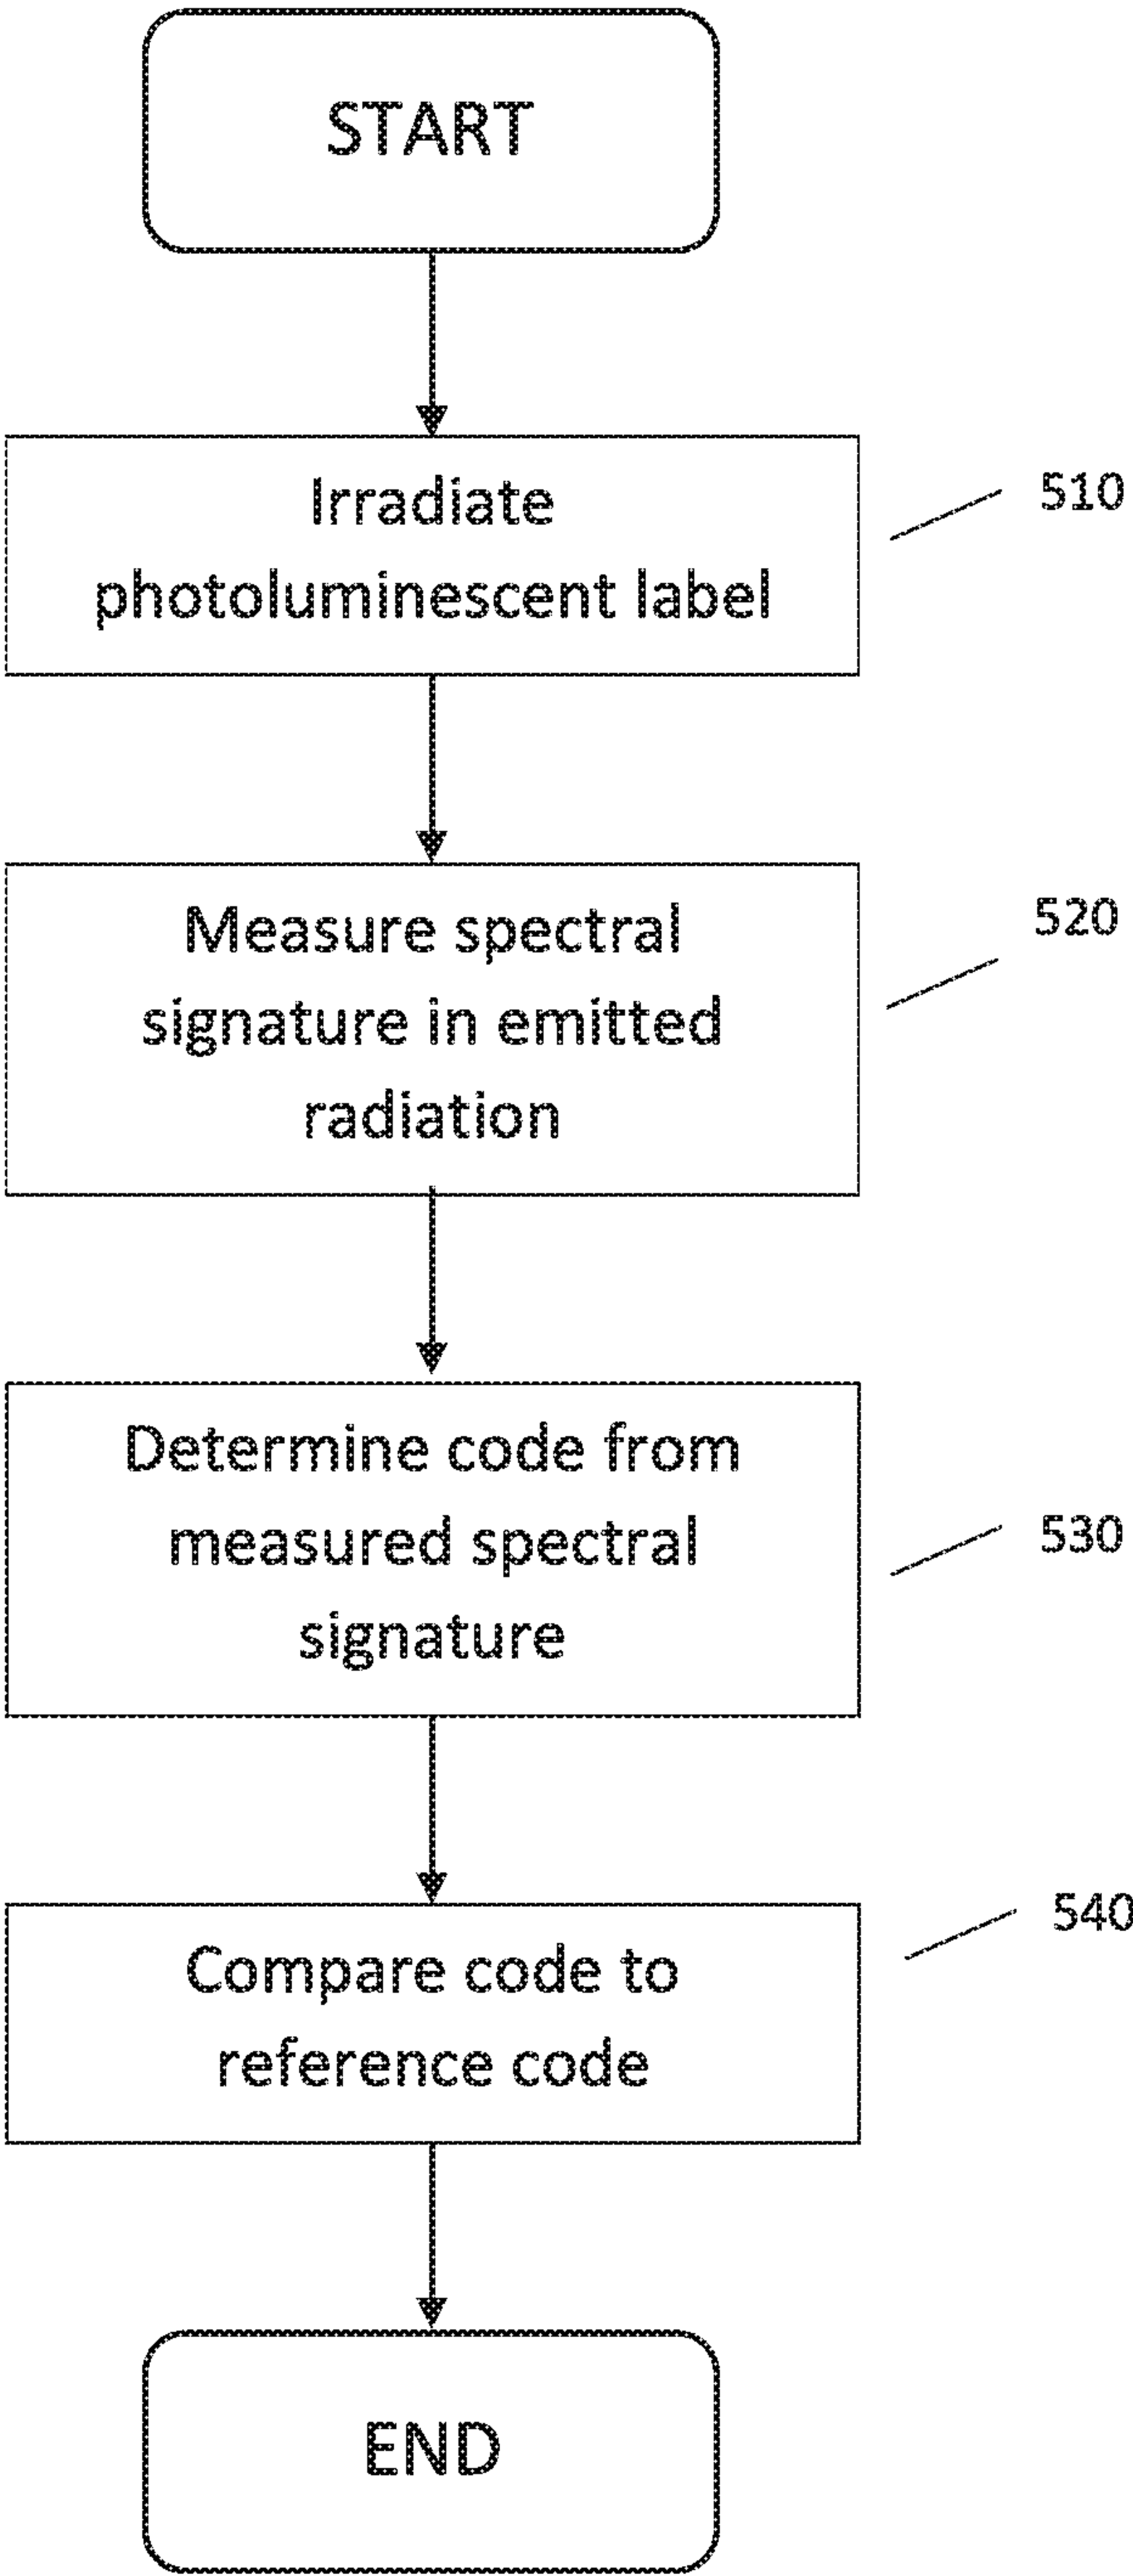 START
Irradiate
photoluminescent label
510
Measure spectral
signature in emitted
radiation
520
Determine code from
measured spectral
signature
530
Compare code to
reference code
540
END